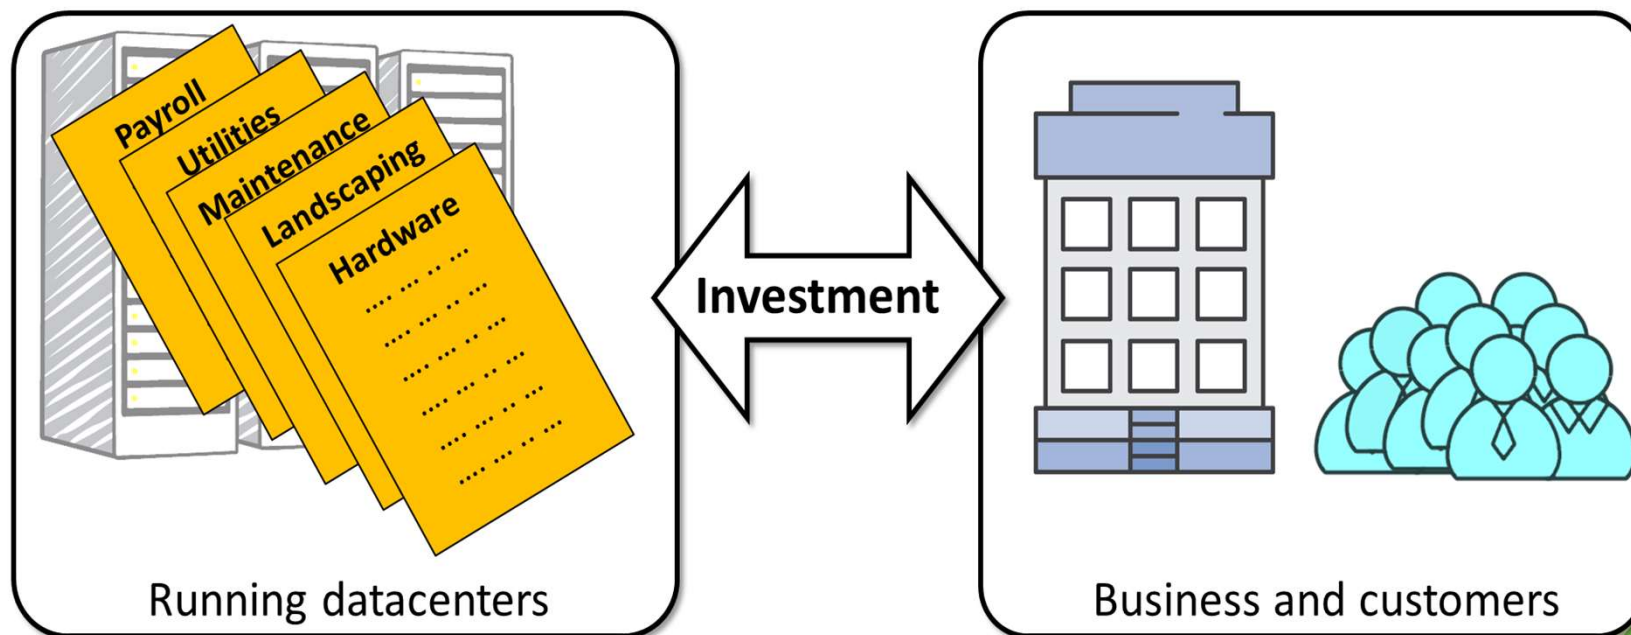 Payroll
Utilities
Maintenance
Landscaping
Hardware
.... ... .. ...
.... ... .. ...
.... ... .. ...
.... ... .. ...
.... ... .. ...
.... ... .. ...
Running datacenters
Investment
Business and customers